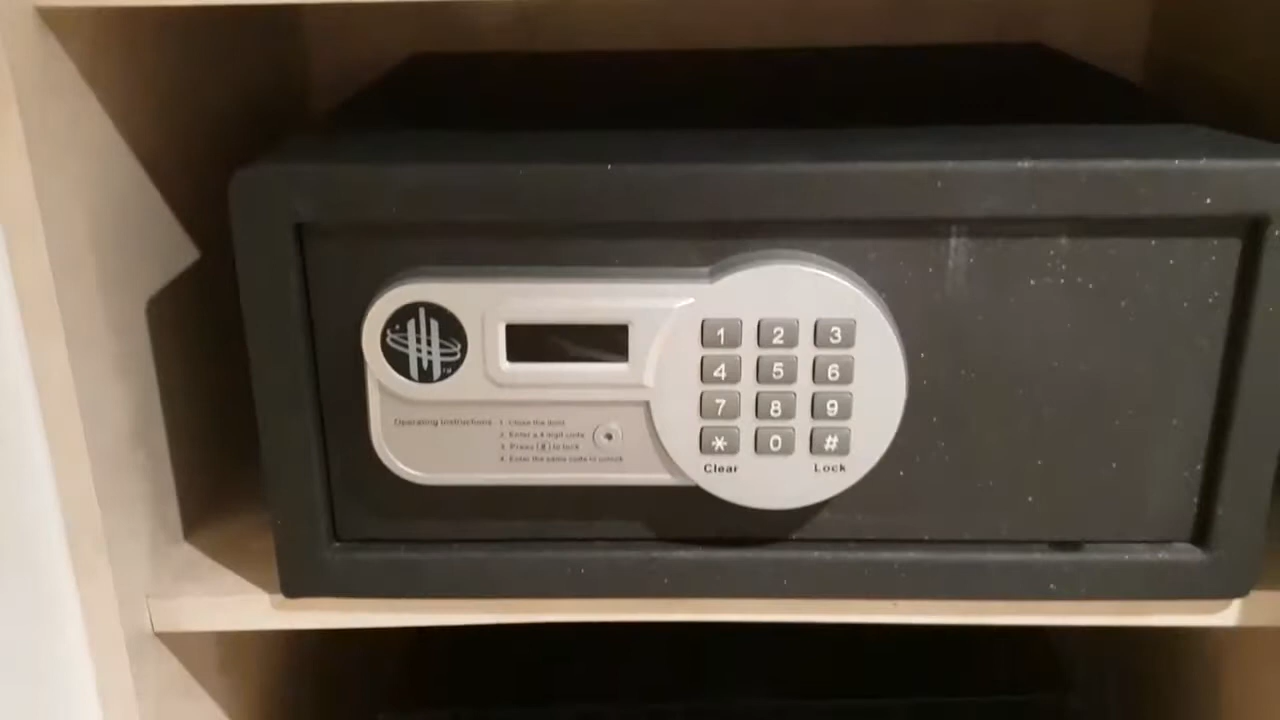 1 2 3
4 5 6
7 8 9
* 0 #
Clear Lock
Operating Instructions 1. Close the door
2. Enter a 4 digit code
3. Press # to lock
4. Enter the same code to unlock